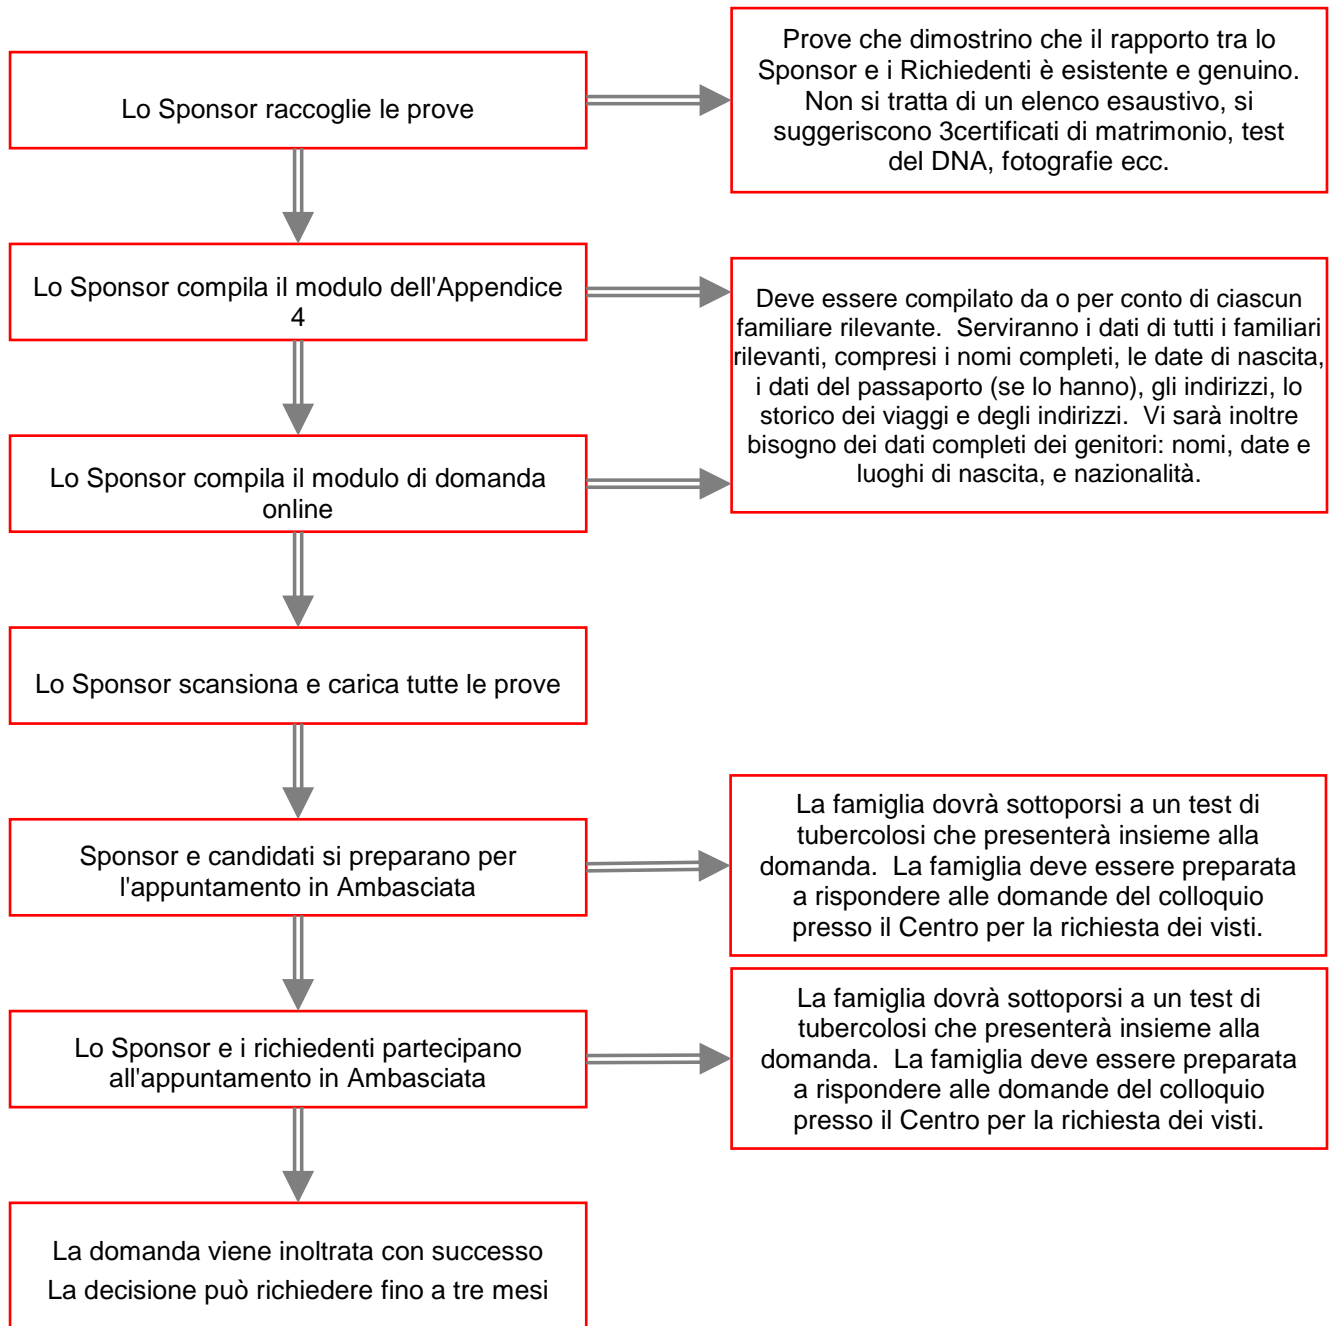 Lo Sponsor raccoglie le prove
Prove che dimostrino che il rapporto tra lo
Sponsor e i Richiedenti è esistente e genuino.
Non si tratta di un elenco esaustivo, si
suggeriscono 3certificati di matrimonio, test
del DNA, fotografie ecc.
Lo Sponsor compila il modulo dell'Appendice
4
Deve essere compilato da o per conto di ciascun
familiare rilevante.  Serviranno i dati di tutti i familiari
rilevanti, compresi i nomi completi, le date di nascita,
i dati del passaporto (se lo hanno), gli indirizzi, lo
storico dei viaggi e degli indirizzi.  Vi sarà inoltre
bisogno dei dati completi dei genitori: nomi, date e
luoghi di nascita, e nazionalità.
Lo Sponsor compila il modulo di domanda
online
Lo Sponsor scansiona e carica tutte le prove
Sponsor e candidati si preparano per
l'appuntamento in Ambasciata
La famiglia dovrà sottoporsi a un test di
tubercolosi che presenterà insieme alla
domanda.  La famiglia deve essere preparata
a rispondere alle domande del colloquio
presso il Centro per la richiesta dei visti.
Lo Sponsor e i richiedenti partecipano
all'appuntamento in Ambasciata
La famiglia dovrà sottoporsi a un test di
tubercolosi che presenterà insieme alla
domanda.  La famiglia deve essere preparata
a rispondere alle domande del colloquio
presso il Centro per la richiesta dei visti.
La domanda viene inoltrata con successo
La decisione può richiedere fino a tre mesi